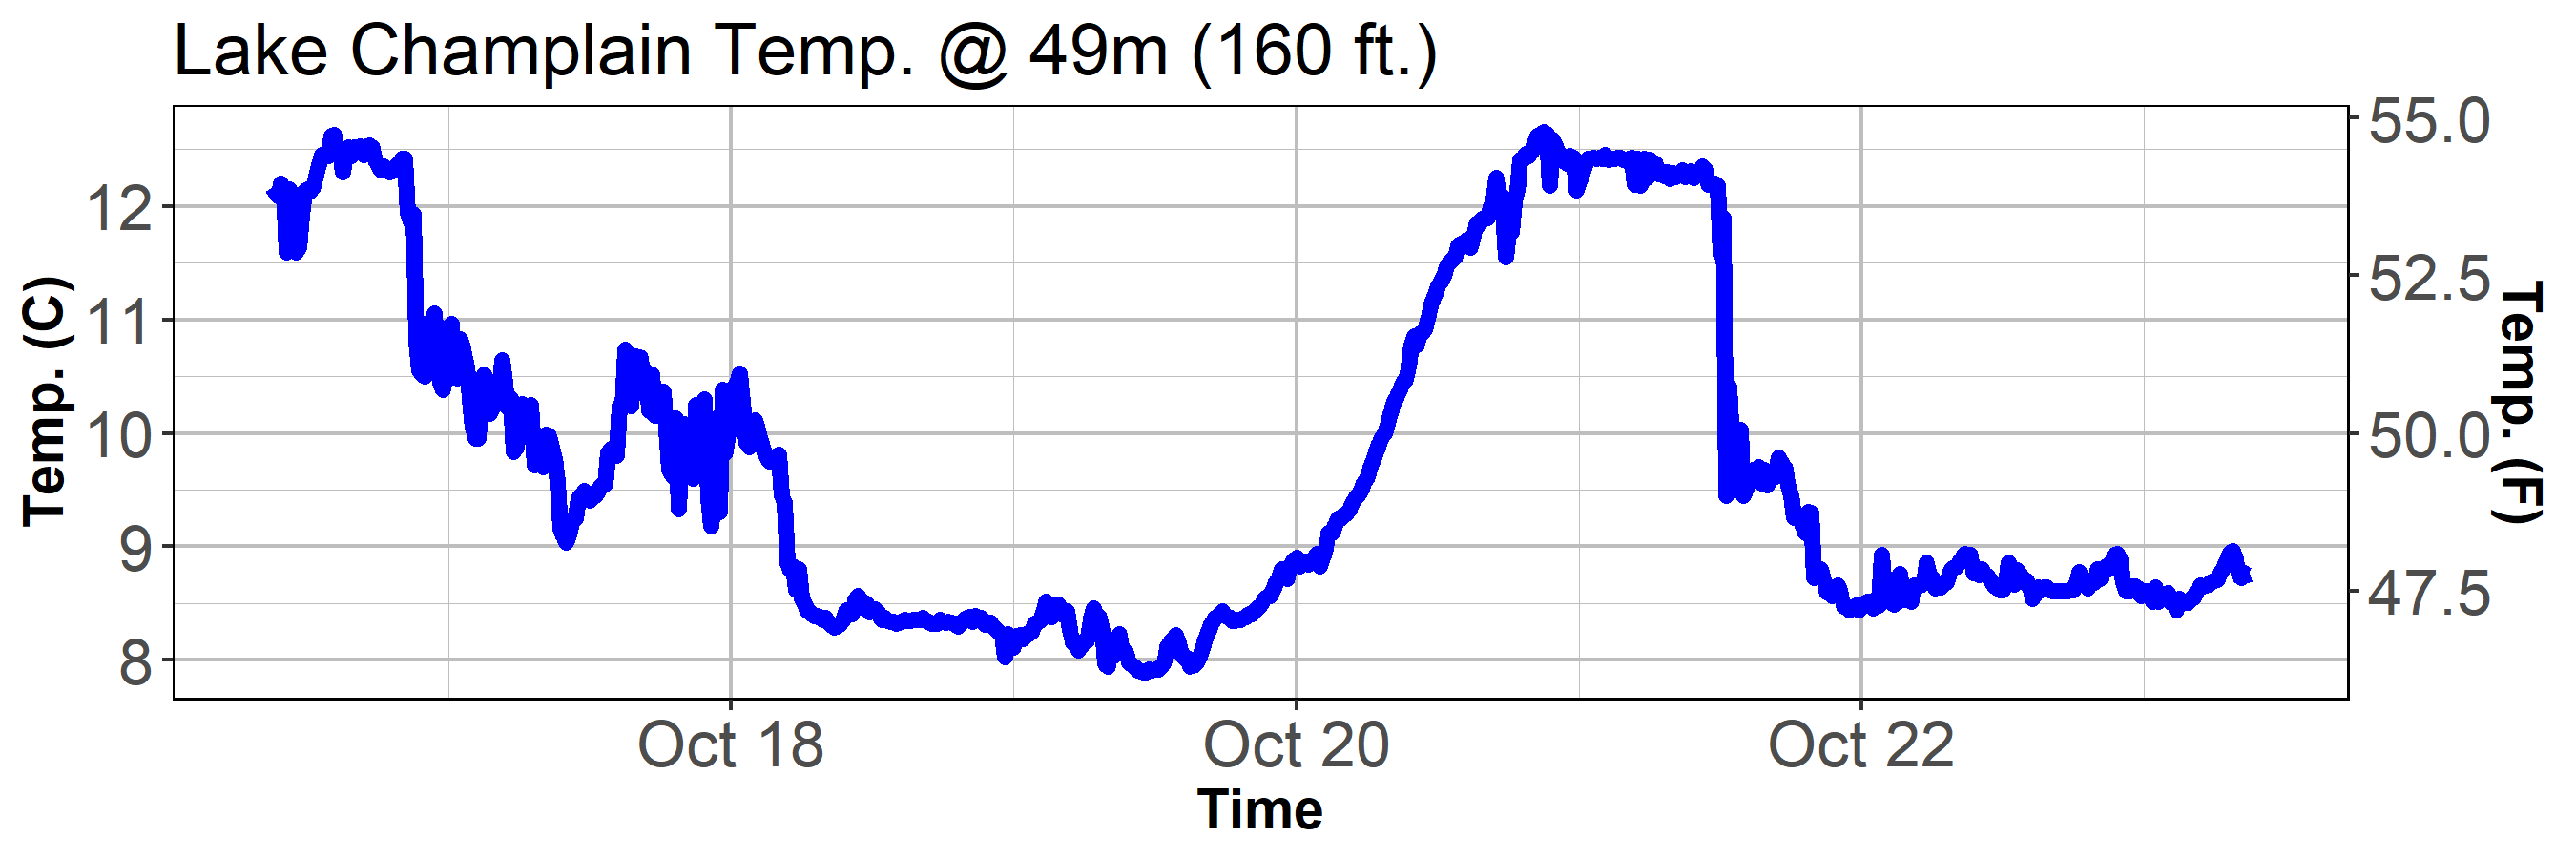 Lake Champlain Temp. @ 49m (160 ft.)
Temp. (C)
12
11
10
9
8
55.0
52.5
50.0
47.5
Temp. (F)
Oct 18 Oct 20 Oct 22
Time